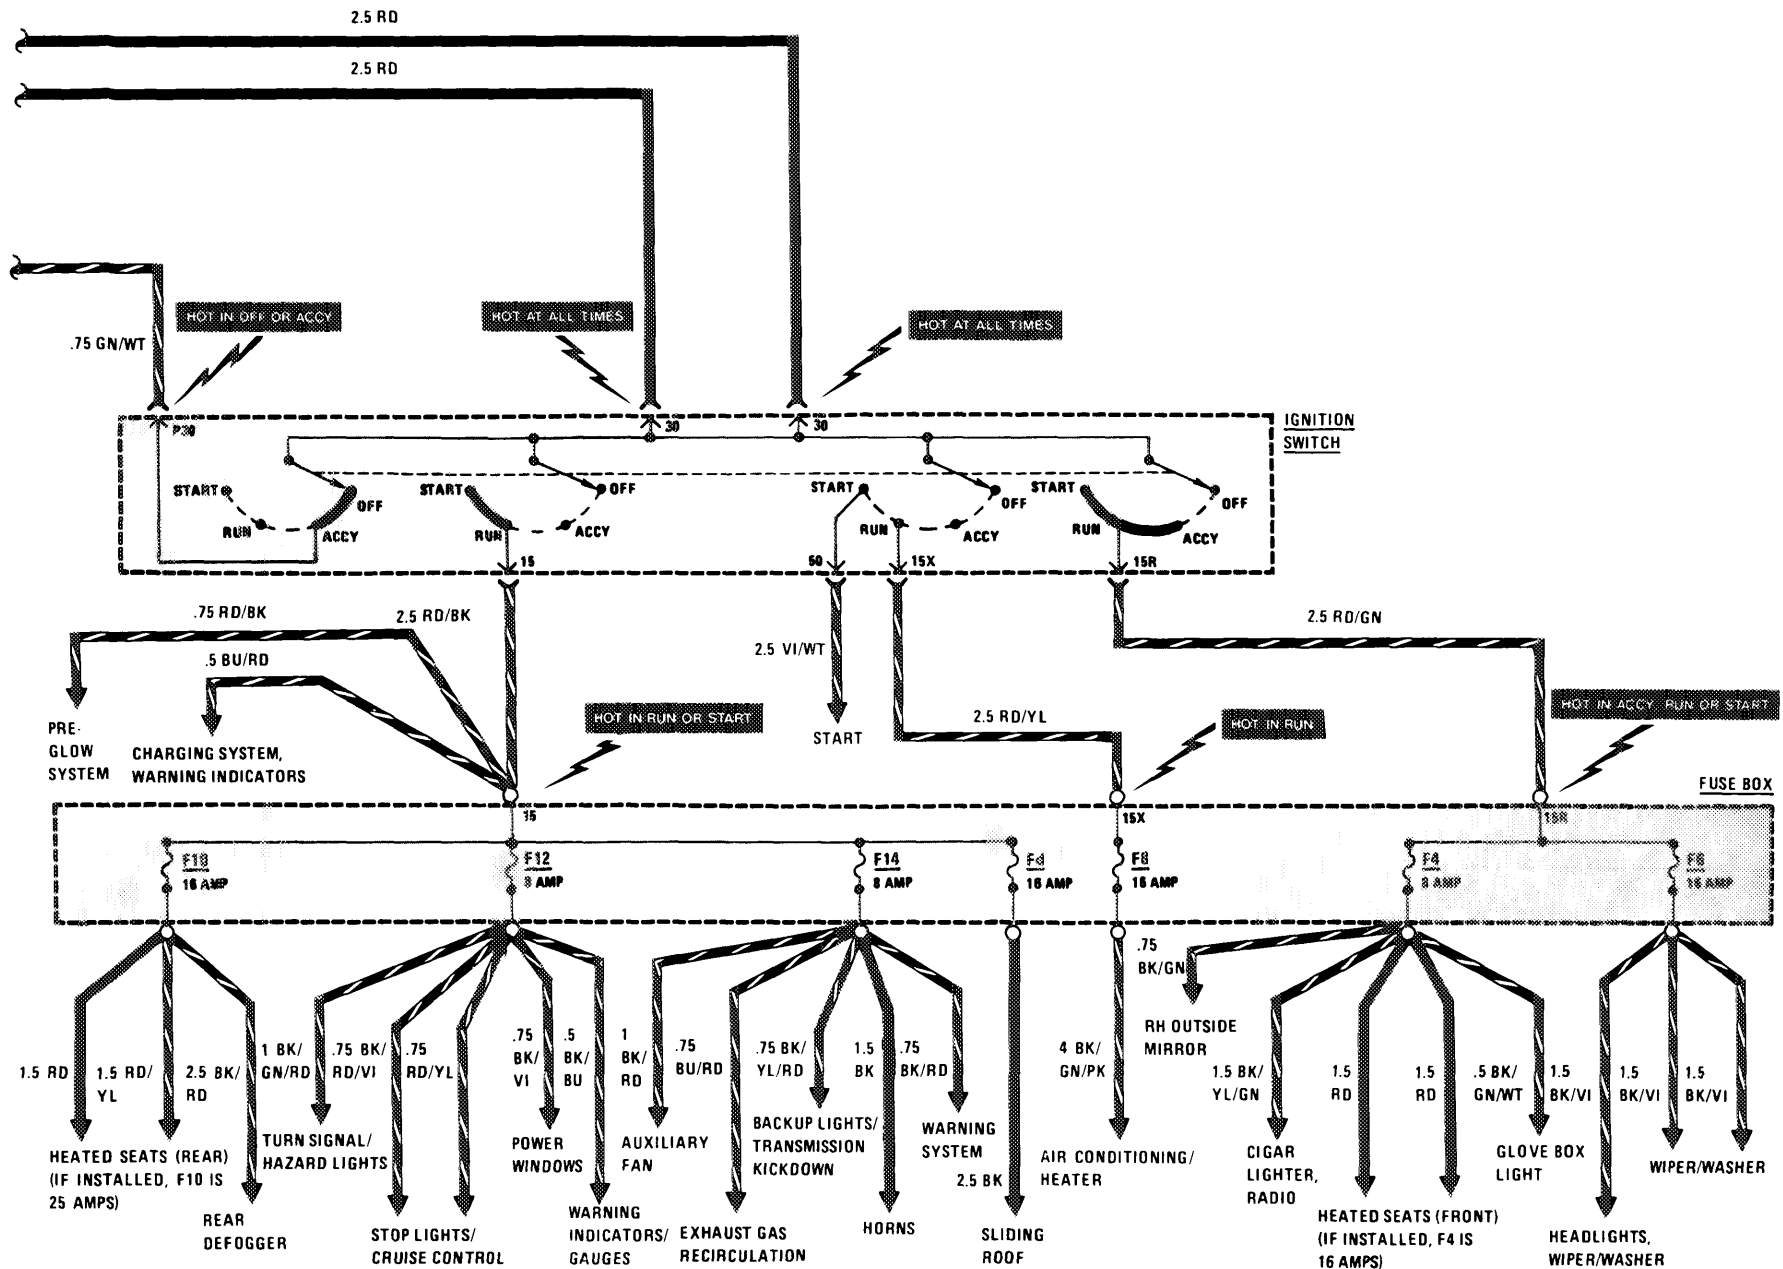 2.5 RD
2.5 RD
HOT IN OFF OR ACCY
HOT AT ALL TIMES
HOT AT ALL TIMES
.75 GN/WT
P30
30
30
IGNITION
SWITCH
START
OFF
RUN
ACCY
START
OFF
RUN
ACCY
START
OFF
RUN
ACCY
START
OFF
RUN
ACCY
15
50
15X
15R
.75 RD/BK
2.5 RD/BK
.5 BU/RD
2.5 VI/WT
2.5 RD/YL
2.5 RD/GN
PRE-
GLOW
SYSTEM
CHARGING SYSTEM,
WARNING INDICATORS
HOT IN RUN OR START
START
HOT IN RUN
HOT IN ACCY RUN OR START
FUSE BOX
15
15X
15R
F10
16 AMP
F12
8 AMP
F14
8 AMP
16 AMP
F8
16 AMP
F4
8 AMP
F6
16 AMP
1.5 RD
1.5 RD/
YL
2.5 BK/
RD
1 BK/
GN/RD
.75 BK/
RD/VI
.75
RD/YL
.75
BK/
VI
.5
BK/
BU
1
BK/
RD
.75
BU/RD
.75 BK/
YL/RD
1.5
BK
.75
BK/RD
2.5 BK
4 BK/
GN/PK
.75
BK/GN
1.5 BK/
YL/GN
1.5
RD
1.5
RD
.5 BK/
GN/WT
1.5
BK/VI
1.5
BK/VI
1.5
BK/VI
HEATED SEATS (REAR)
(IF INSTALLED, F10 IS
25 AMPS)
REAR
DEFOGGER
TURN SIGNAL/
HAZARD LIGHTS
STOP LIGHTS/
CRUISE CONTROL
POWER
WINDOWS
WARNING
INDICATORS/
GAUGES
AUXILIARY
FAN
EXHAUST GAS
RECIRCULATION
BACKUP LIGHTS/
TRANSMISSION
KICKDOWN
HORNS
WARNING
SYSTEM
SLIDING
ROOF
AIR CONDITIONING/
HEATER
RH OUTSIDE
MIRROR
CIGAR
LIGHTER,
RADIO
HEATED SEATS (FRONT)
(IF INSTALLED, F4 IS
16 AMPS)
GLOVE BOX
LIGHT
HEADLIGHTS,
WIPER/WASHER
WIPER/WASHER